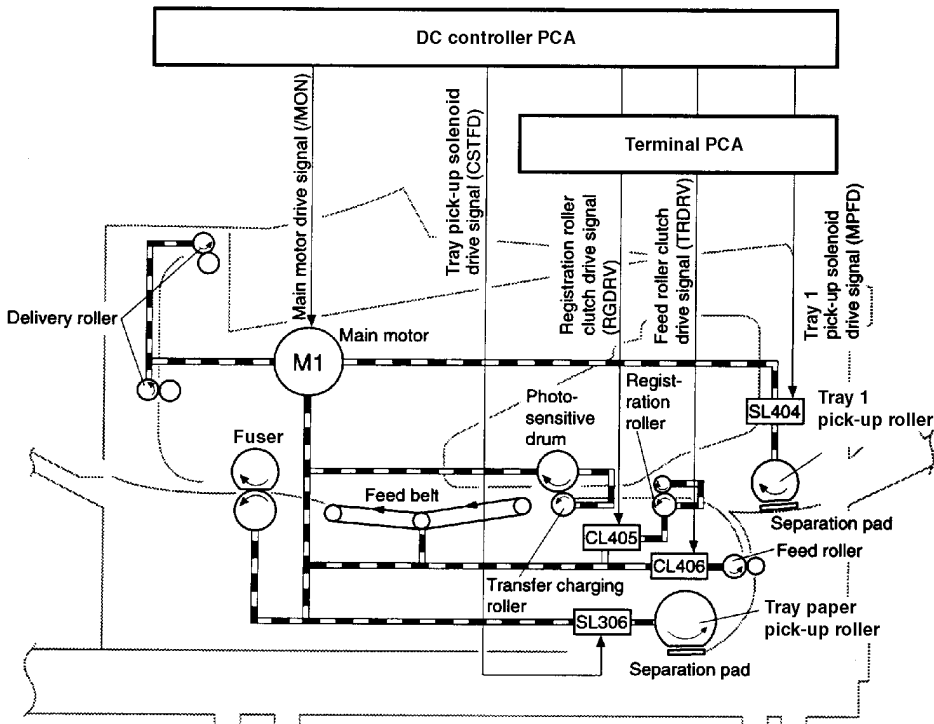 DC controller PCA
Terminal PCA
Main motor drive signal (/MON)
Tray pick-up solenoid
drive signal (CSTFD)
Registration roller
clutch drive signal
(RGDRV)
Feed roller clutch
drive signal (TRDRV)
Tray 1
pick-up solenoid
drive signal (MPFD)
Delivery roller
Main motor
M1
Photo-
sensitive
drum
Regist-
ration
roller
SL404
Tray 1
pick-up roller
Fuser
Feed belt
Separation pad
CL405
CL406
Feed roller
Transfer charging
roller
SL306
Tray paper
pick-up roller
Separation pad